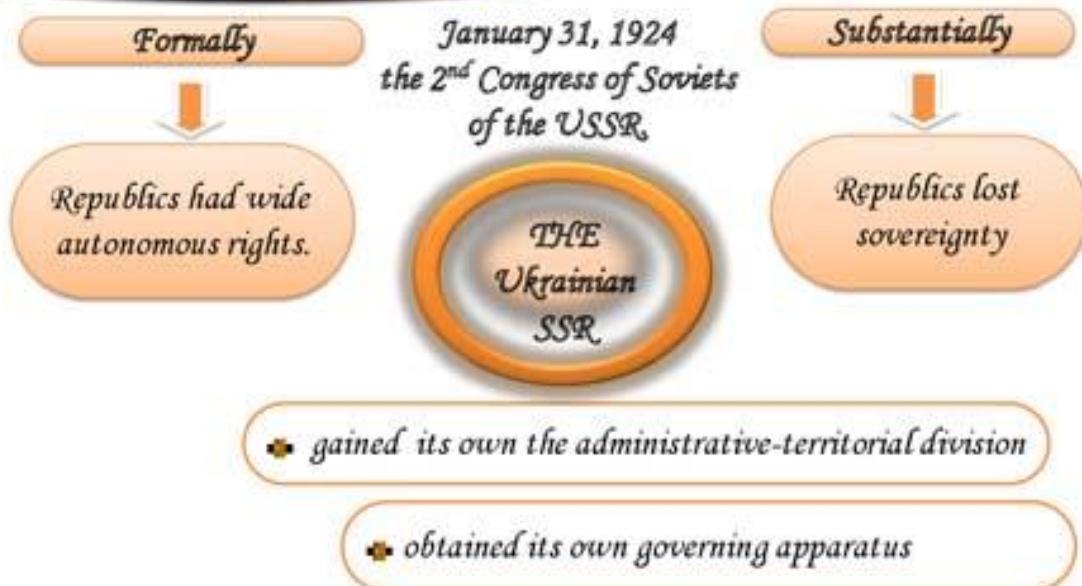 Formally
Republics had wide
autonomous rights.
January 31, 1924
the 2nd Congress of Soviets
of the USSR.
THE
Ukrainian
SSR
Substantially
Republics lost
sovereignty
gained its own the administrative-territorial division
obtained its own governing apparatus